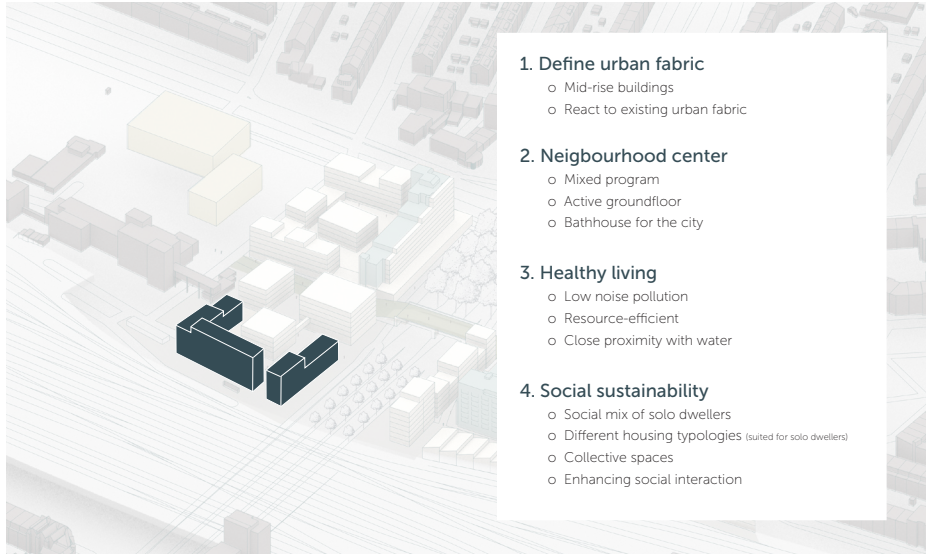 1. Define urban fabric
o Mid-rise buildings
o React to existing urban fabric
2. Neigbourhood center
o Mixed program
o Active groundfloor
o Bathhouse for the city
3. Healthy living
o Low noise pollution
o Resource-efficient
o Close proximity with water
4. Social sustainability
o Social mix of solo dwellers
o Different housing typologies (suited for solo dwellers)
o Collective spaces
o Enhancing social interaction